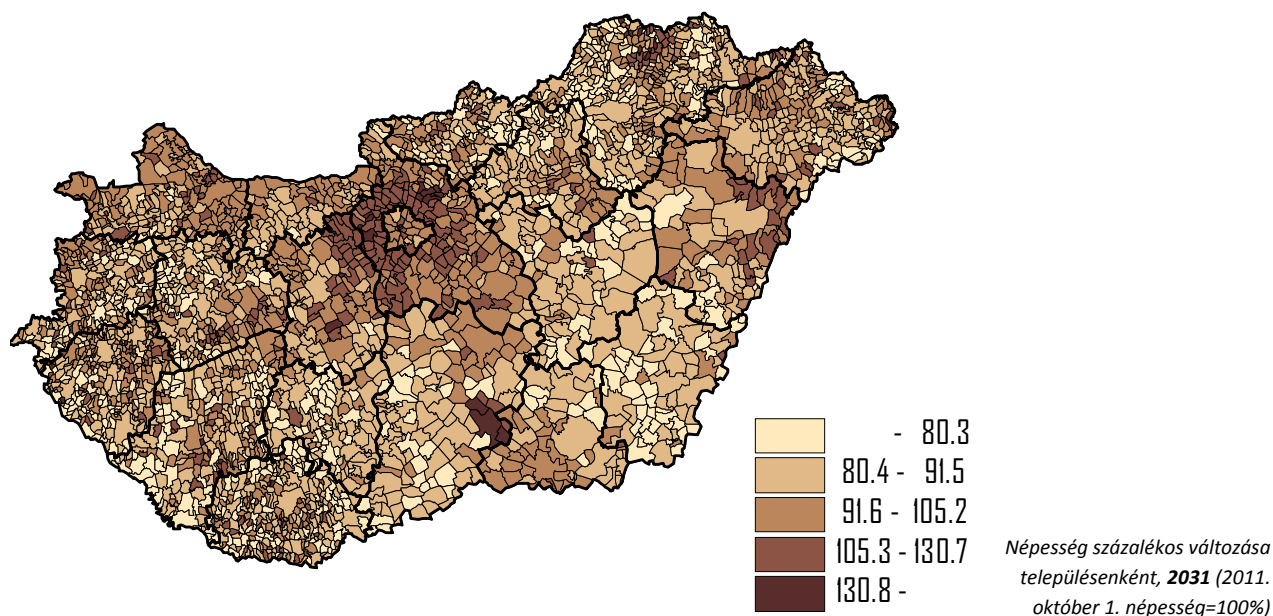 - 80.3
80.4 - 91.5
91.6 - 105.2
105.3 - 130.7
130.8 -
Népesség százalékos változása
településenként, 2031 (2011.
október 1. népesség=100%)